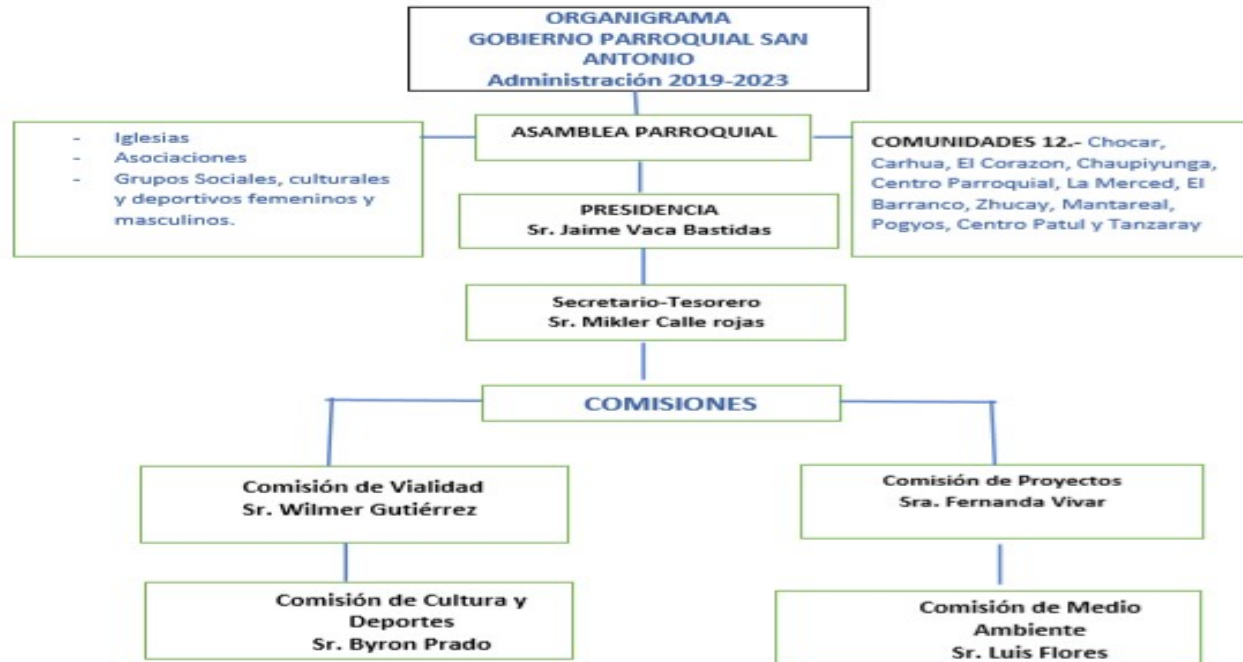 ORGANIGRAMA
GOBIERNO PARROQUIAL SAN
ANTONIO
Administración 2019-2023
- Iglesias
- Asociaciones
- Grupos Sociales, culturales
y deportivos femeninos y
masculinos.
ASAMBLEA PARROQUIAL
COMUNIDADES 12.- Chocar,
Carhua, El Corazon, Chaupiyunga,
Centro Parroquial, La Merced, El
Barranco, Zhucay, Mantareal,
Pogyos, Centro Patul y Tanzaray
PRESIDENCIA
Sr. Jaime Vaca Bastidas
Secretario-Tesorero
Sr. Mikler Calle rojas
COMISIONES
Comisión de Vialidad
Sr. Wilmer Gutiérrez
Comisión de Proyectos
Sra. Fernanda Vivar
Comisión de Cultura y
Deportes
Sr. Byron Prado
Comisión de Medio
Ambiente
Sr. Luis Flores